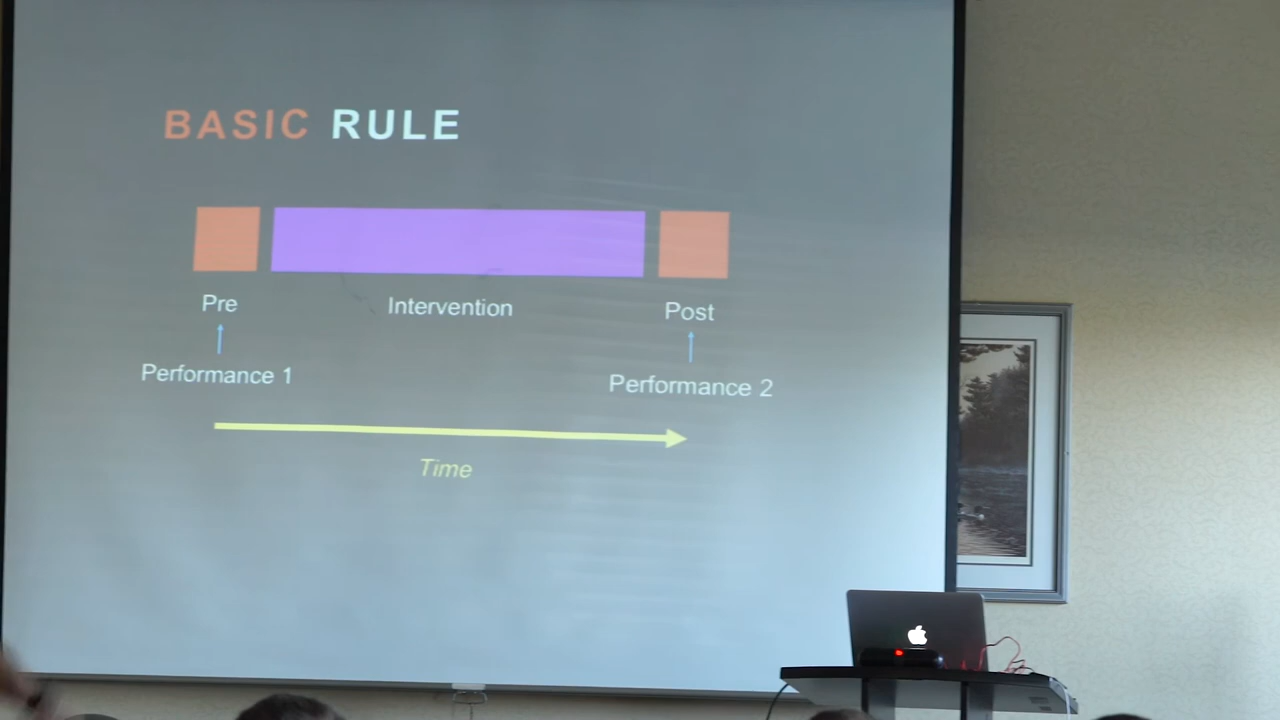 BASIC RULE
Pre
Intervention
Post
Performance 1
Performance 2
Time